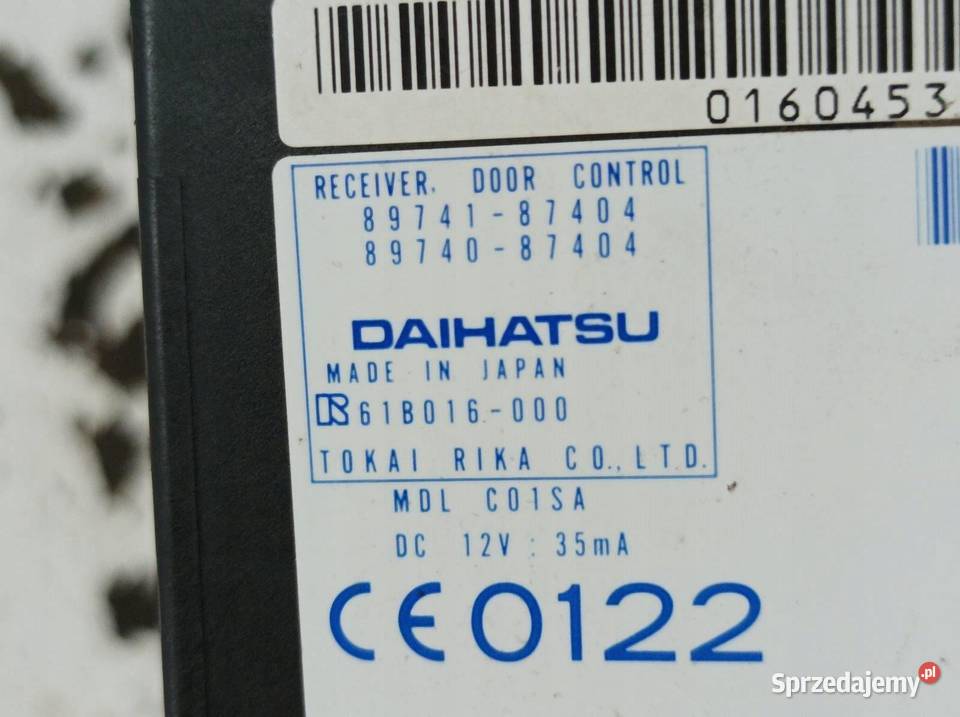 0160453
RECEIVER, DOOR CONTROL
89741-87404
89740-87404
DAIHATSU
MADE IN JAPAN
R 61B016-000
TOKAI RIKA CO.,LTD.
MDL C01SA
DC 12V : 35mA
CE0122
Sprzedajemy.pl